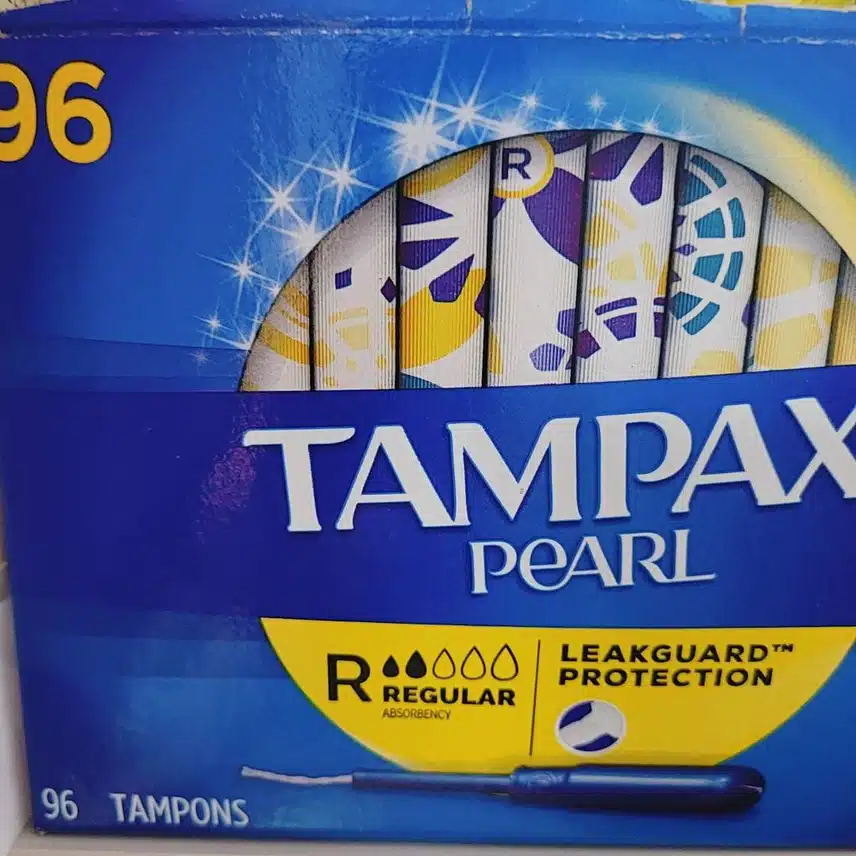 96
R
TAMPAX
PeARL
R REGULAR
ABSORBENCY
LEAKGUARD™
PROTECTION
96 TAMPONS